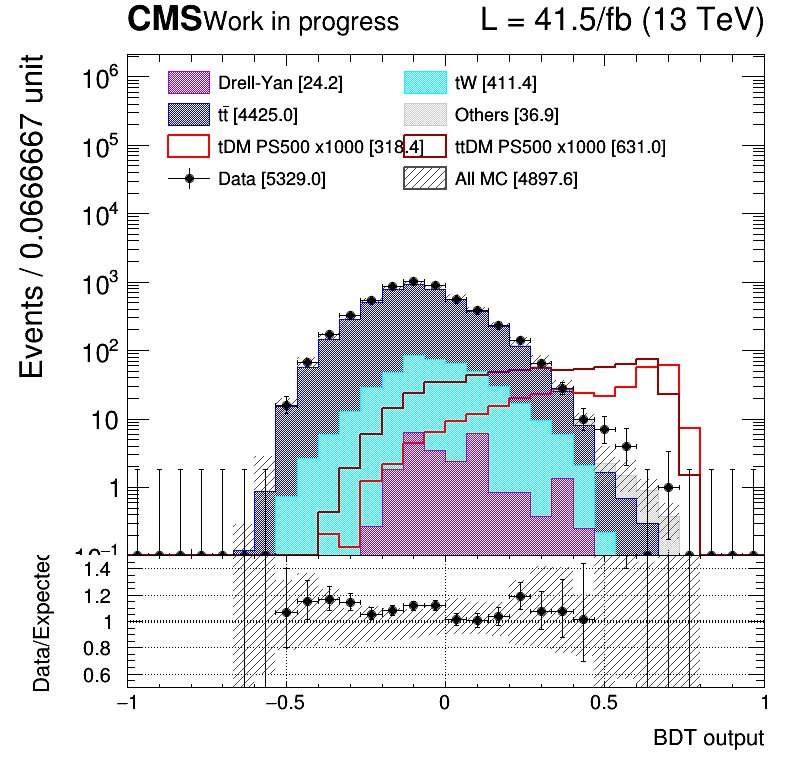 CMS Work in progress L = 41.5/fb (13 TeV)
Events / 0.0666667 unit
10⁶
10⁵
10⁴
10³
10²
10
1
10⁻¹
Drell-Yan [24.2] tW [411.4]
tt̄ [4425.0] Others [36.9]
tDM PS500 x1000 [318.4] ttDM PS500 x1000 [631.0]
Data [5329.0] All MC [4897.6]
Data/Expected
1.4
1.2
1
0.8
0.6
−1 −0.5 0 0.5 1
BDT output